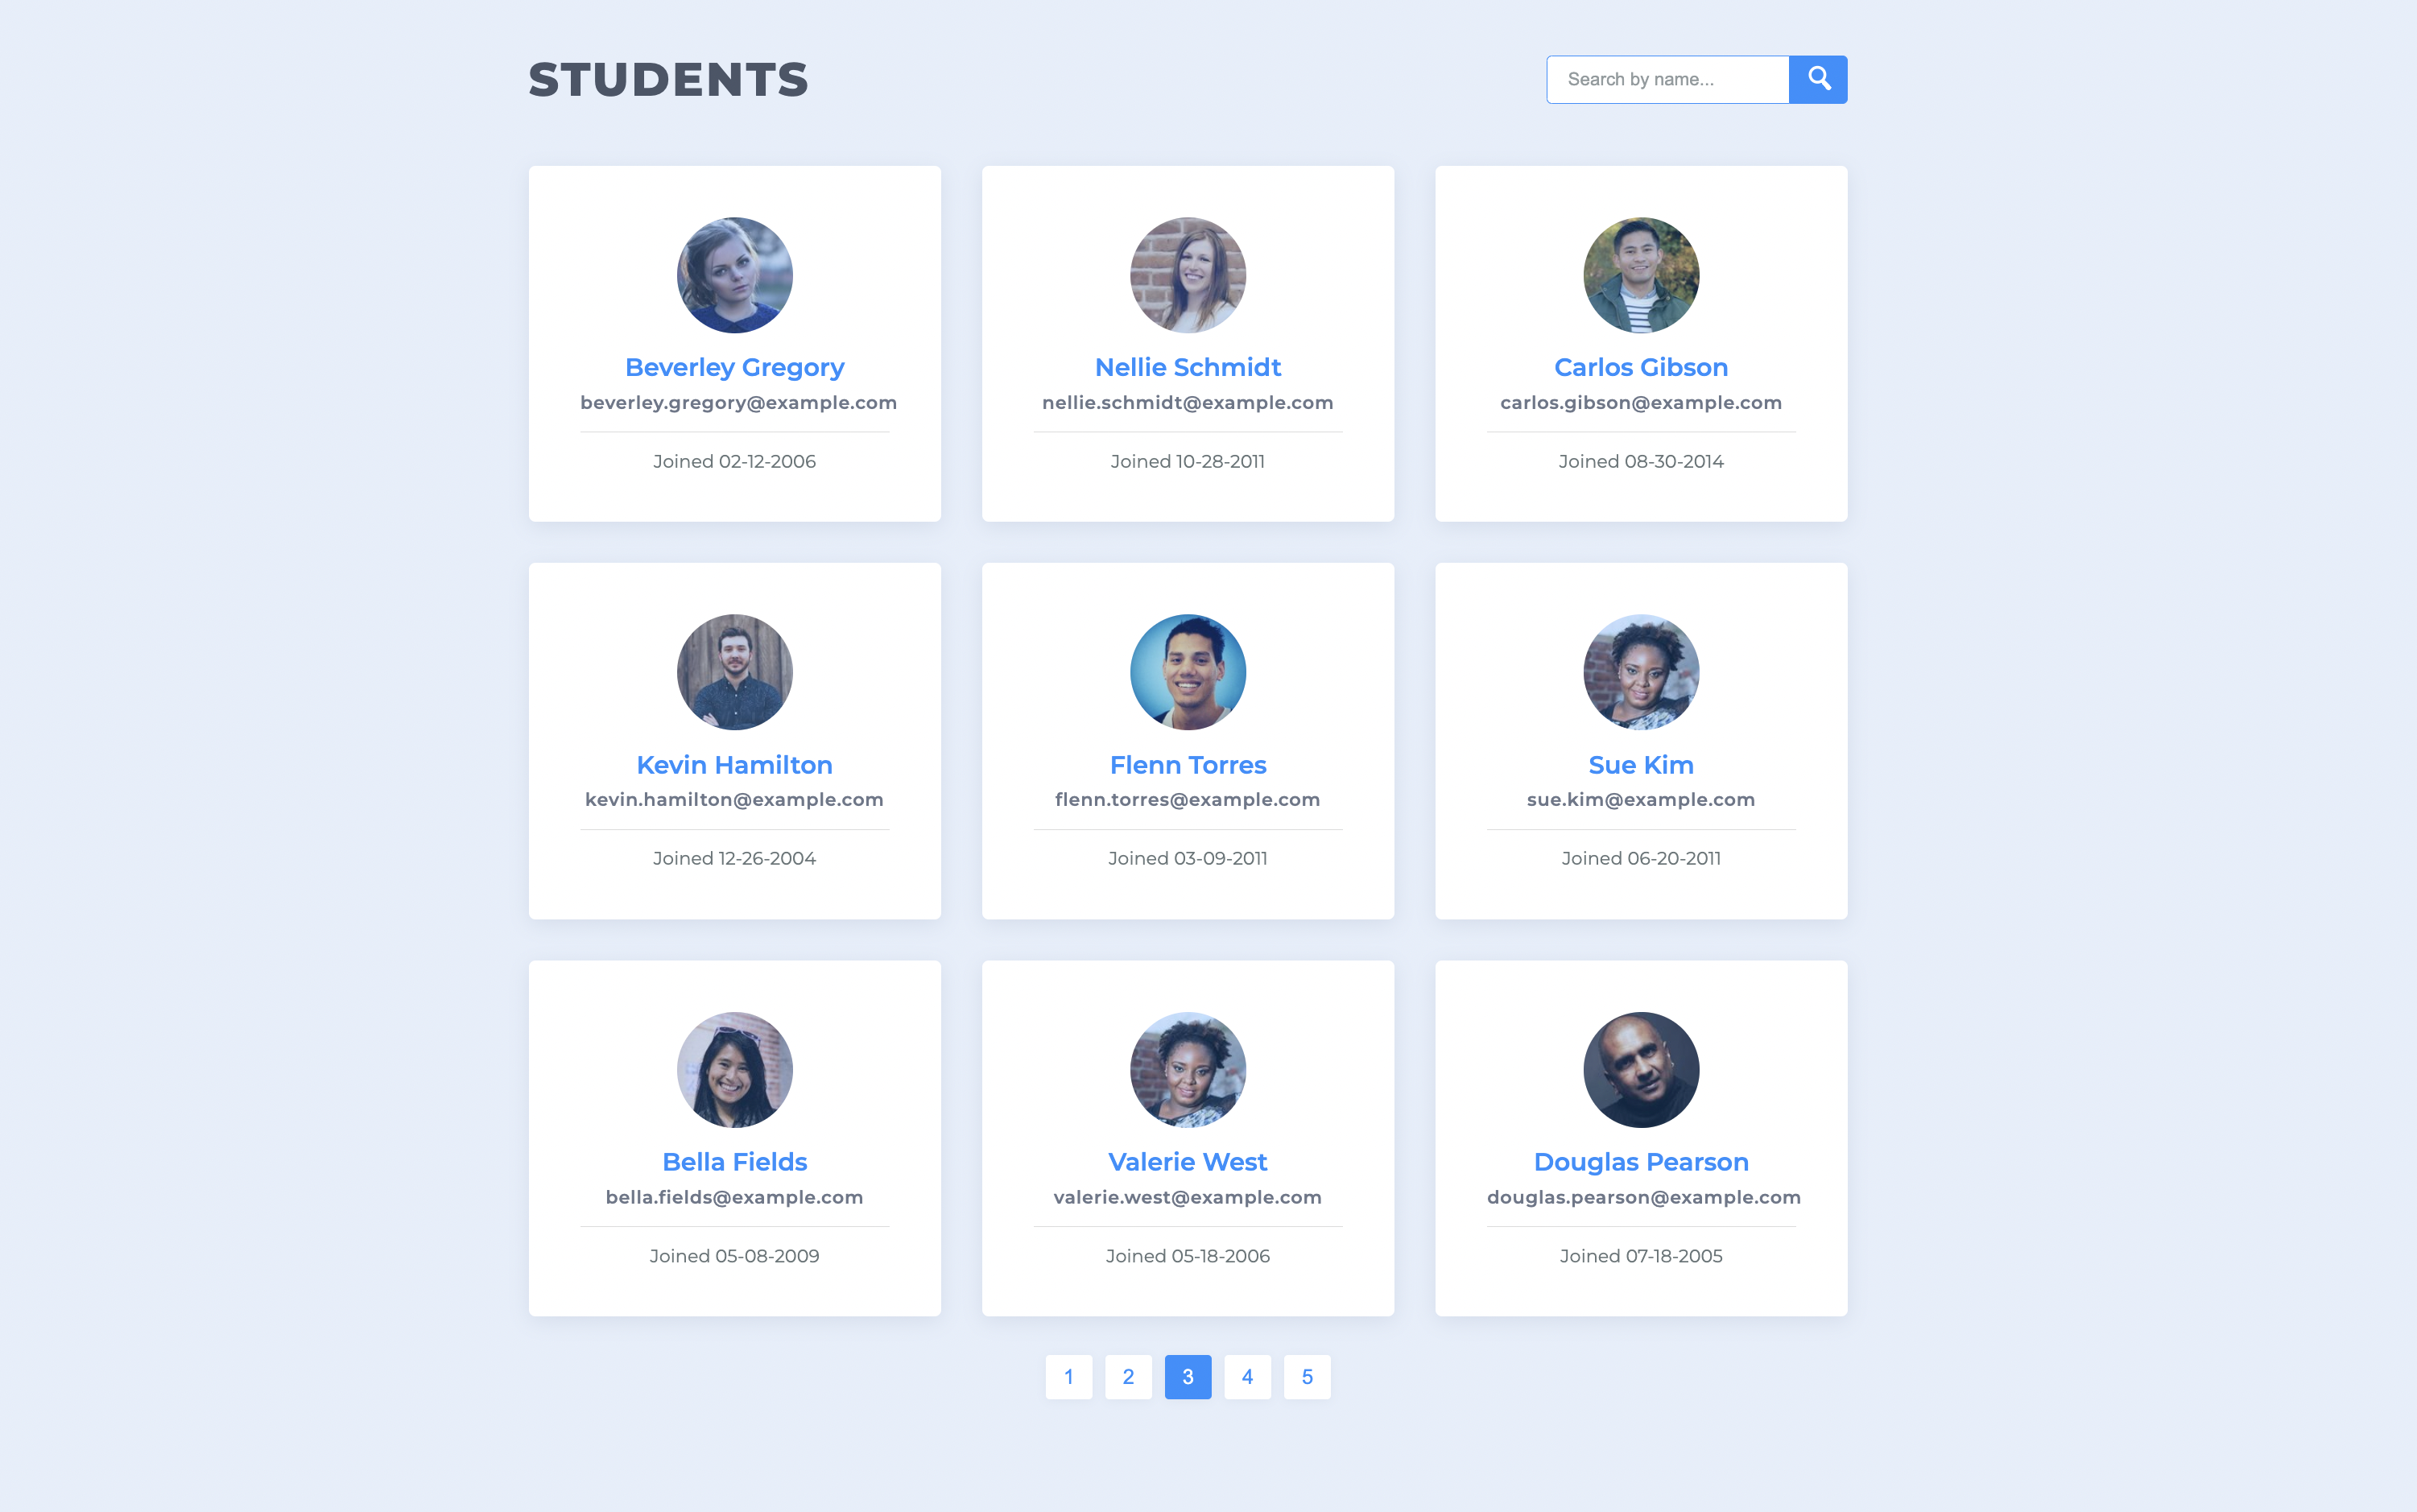 STUDENTS
Search by name...
Beverley Gregory
beverley.gregory@example.com
Joined 02-12-2006
Nellie Schmidt
nellie.schmidt@example.com
Joined 10-28-2011
Carlos Gibson
carlos.gibson@example.com
Joined 08-30-2014
Kevin Hamilton
kevin.hamilton@example.com
Joined 12-26-2004
Flenn Torres
flenn.torres@example.com
Joined 03-09-2011
Sue Kim
sue.kim@example.com
Joined 06-20-2011
Bella Fields
bella.fields@example.com
Joined 05-08-2009
Valerie West
valerie.west@example.com
Joined 05-18-2006
Douglas Pearson
douglas.pearson@example.com
Joined 07-18-2005
1 2 3 4 5